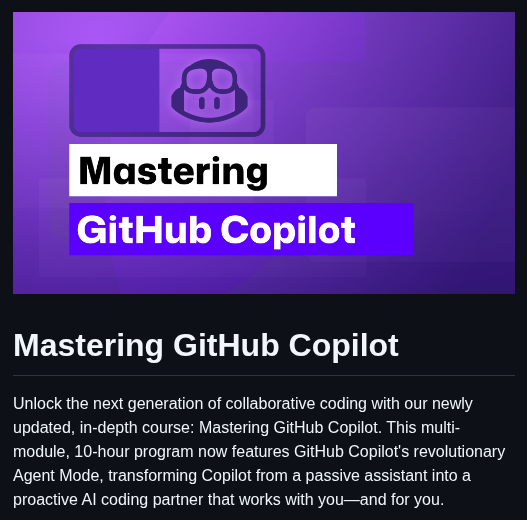 Mastering
GitHub Copilot
Mastering GitHub Copilot
Unlock the next generation of collaborative coding with our newly
updated, in-depth course: Mastering GitHub Copilot. This multi-
module, 10-hour program now features GitHub Copilot's revolutionary
Agent Mode, transforming Copilot from a passive assistant into a
proactive AI coding partner that works with you—and for you.